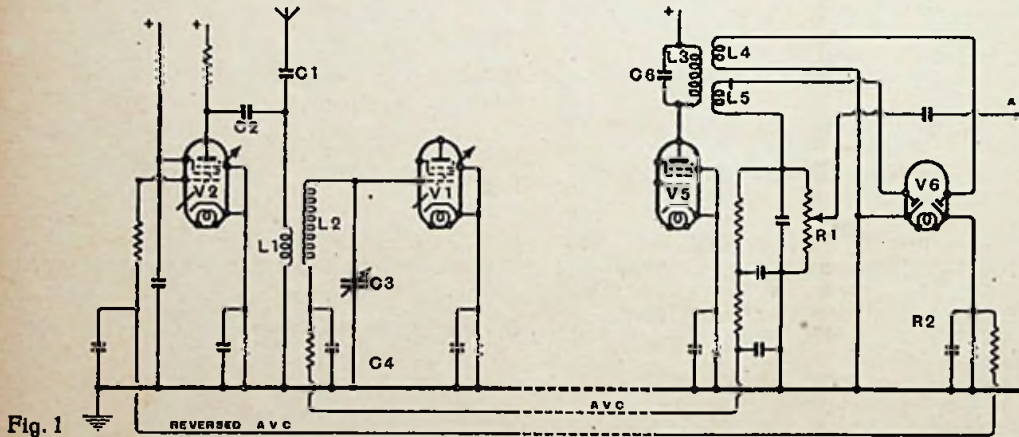 +
+
+
C1
L3
L4
C6
L5
C2
A
V2
V1
V5
V6
L1
L2
R1
C3
R2
C4
AVC
Fig. 1
REVERSED AVC